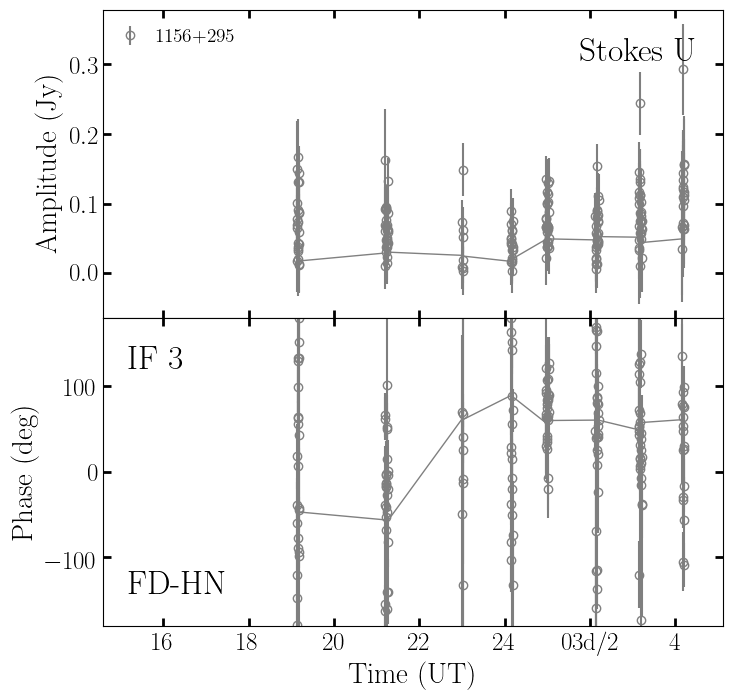 1156+295
Stokes U
Amplitude (Jy)
0.3
0.2
0.1
0.0
IF 3
FD-HN
Phase (deg)
100
0
−100
16 18 20 22 24 03d/2 4
Time (UT)